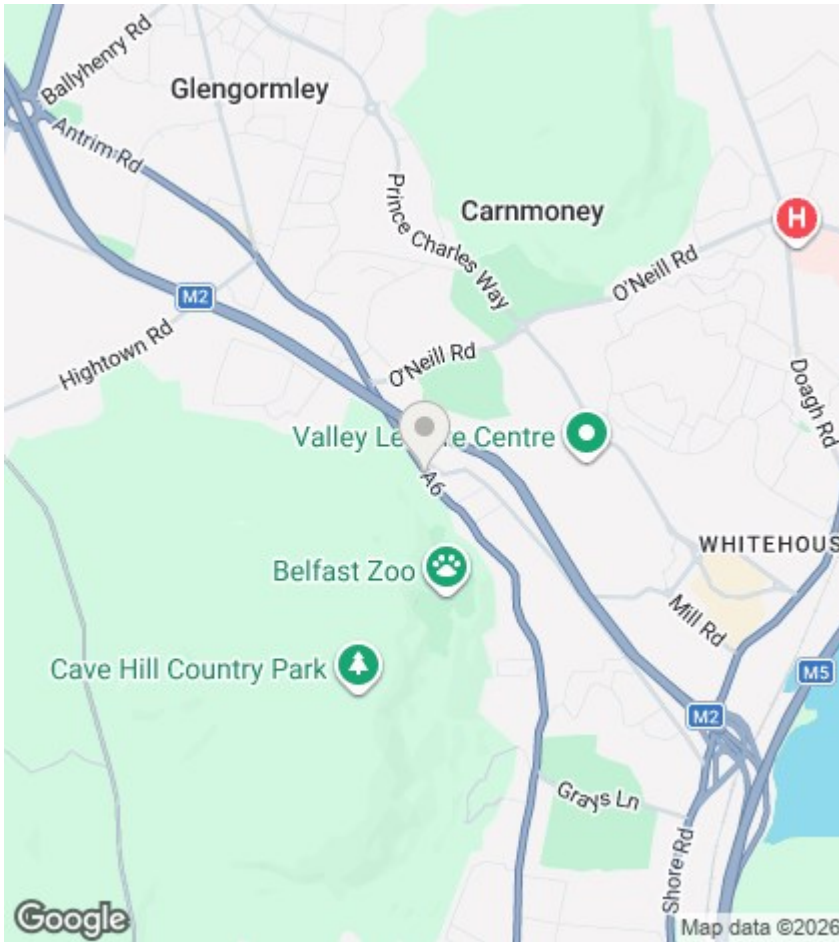 Ballyhenry Rd
Glengormley
Antrim Rd
Prince Charles Way
Carnmoney
H
O'Neill Rd
M2
Hightown Rd
O'Neill Rd
Doagh Rd
Valley Le re Centre
A6
WHITEHOUS
Belfast Zoo
Mill Rd
Cave Hill Country Park
M5
M2
Grays Ln
Shore Rd
Google
Map data ©2026